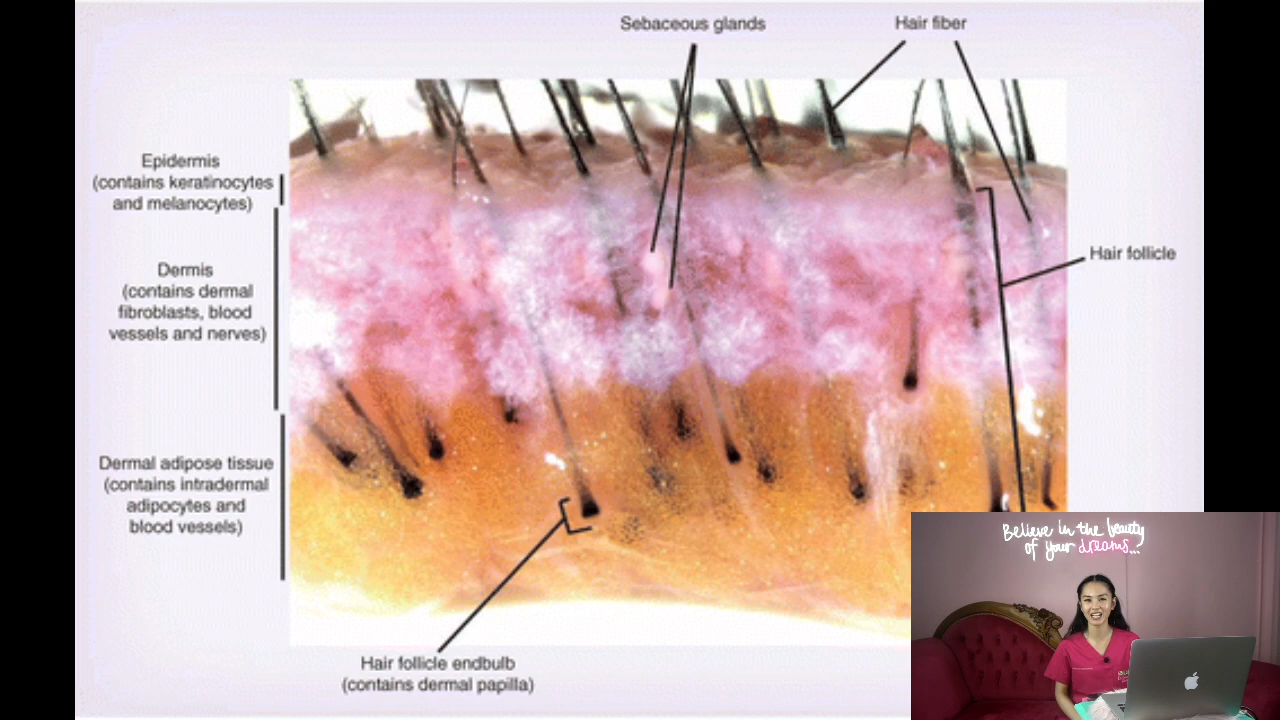 Sebaceous glands
Hair fiber
Epidermis
(contains keratinocytes
and melanocytes)
Dermis
(contains dermal
fibroblasts, blood
vessels and nerves)
Hair follicle
Dermal adipose tissue
(contains intradermal
adipocytes and
blood vessels)
Hair follicle endbulb
(contains dermal papilla)
Believe in the beauty
of your dreams...